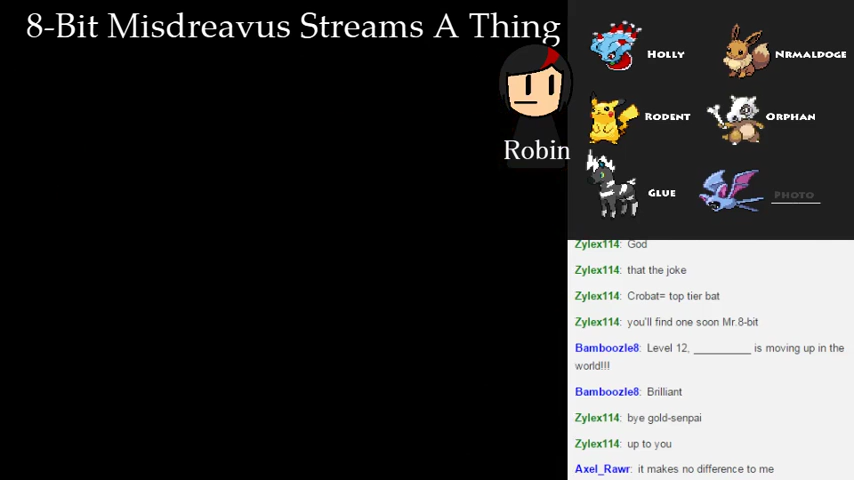 8-Bit Misdreavus Streams A Thing
Robin
Holly
Nrmaldoge
Rodent
Orphan
Glue
Photo
Zylex114: God
Zylex114: that the joke
Zylex114: Crobat= top tier bat
Zylex114: you'll find one soon Mr.8-bit
Bamboozle8: Level 12, __________ is moving up in the
world!!!
Bamboozle8: Brilliant
Zylex114: bye gold-senpai
Zylex114: up to you
Axel_Rawr: it makes no difference to me